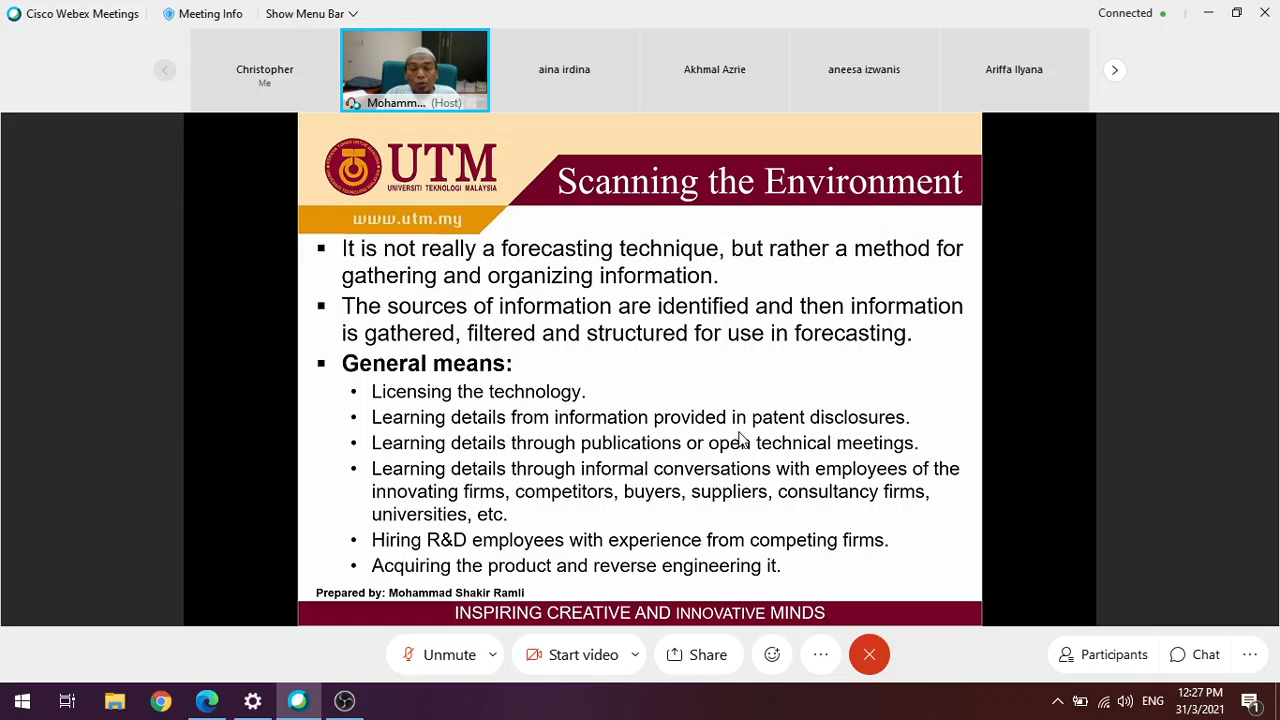 Cisco Webex Meetings
Meeting Info
Show Menu Bar
Connected
Christopher
Me
Mohamm... (Host)
aina irdina
Akhmal Azrie
aneesa izwanis
Ariffa Ilyana
UTM
UNIVERSITI TEKNOLOGI MALAYSIA
www.utm.my
Scanning the Environment
▪ It is not really a forecasting technique, but rather a method for
gathering and organizing information.
▪ The sources of information are identified and then information
is gathered, filtered and structured for use in forecasting.
▪ General means:
• Licensing the technology.
• Learning details from information provided in patent disclosures.
• Learning details through publications or open technical meetings.
• Learning details through informal conversations with employees of the
innovating firms, competitors, buyers, suppliers, consultancy firms,
universities, etc.
• Hiring R&D employees with experience from competing firms.
• Acquiring the product and reverse engineering it.
Prepared by: Mohammad Shakir Ramli
INSPIRING CREATIVE AND INNOVATIVE MINDS
Unmute
Start video
Share
Participants
Chat
ENG
12:27 PM
31/3/2021
1